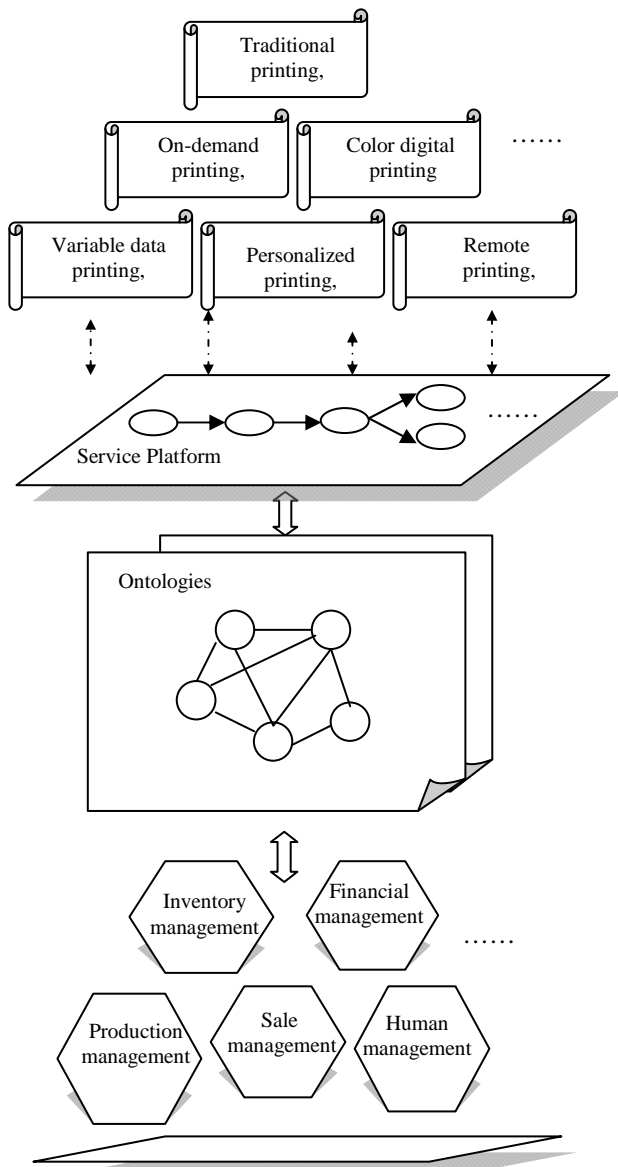 Traditional
printing,
On-demand
printing,
Color digital
printing
……
Variable data
printing,
Personalized
printing,
Remote
printing,
……
Service Platform
Ontologies
Inventory
management
Financial
management
……
Production
management
Sale
management
Human
management